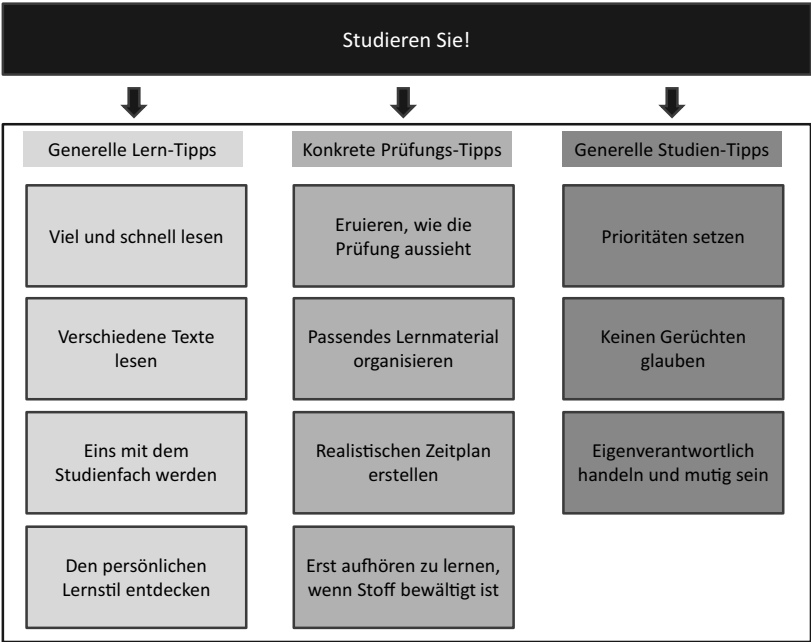 Studieren Sie!
Generelle Lern-Tipps
Viel und schnell lesen
Verschiedene Texte
lesen
Eins mit dem
Studienfach werden
Den persönlichen
Lernstil entdecken
Konkrete Prüfungs-Tipps
Eruieren, wie die
Prüfung aussieht
Passendes Lernmaterial
organisieren
Realistischen Zeitplan
erstellen
Erst aufhören zu lernen,
wenn Stoff bewältigt ist
Generelle Studien-Tipps
Prioritäten setzen
Keinen Gerüchten
glauben
Eigenverantwortlich
handeln und mutig sein